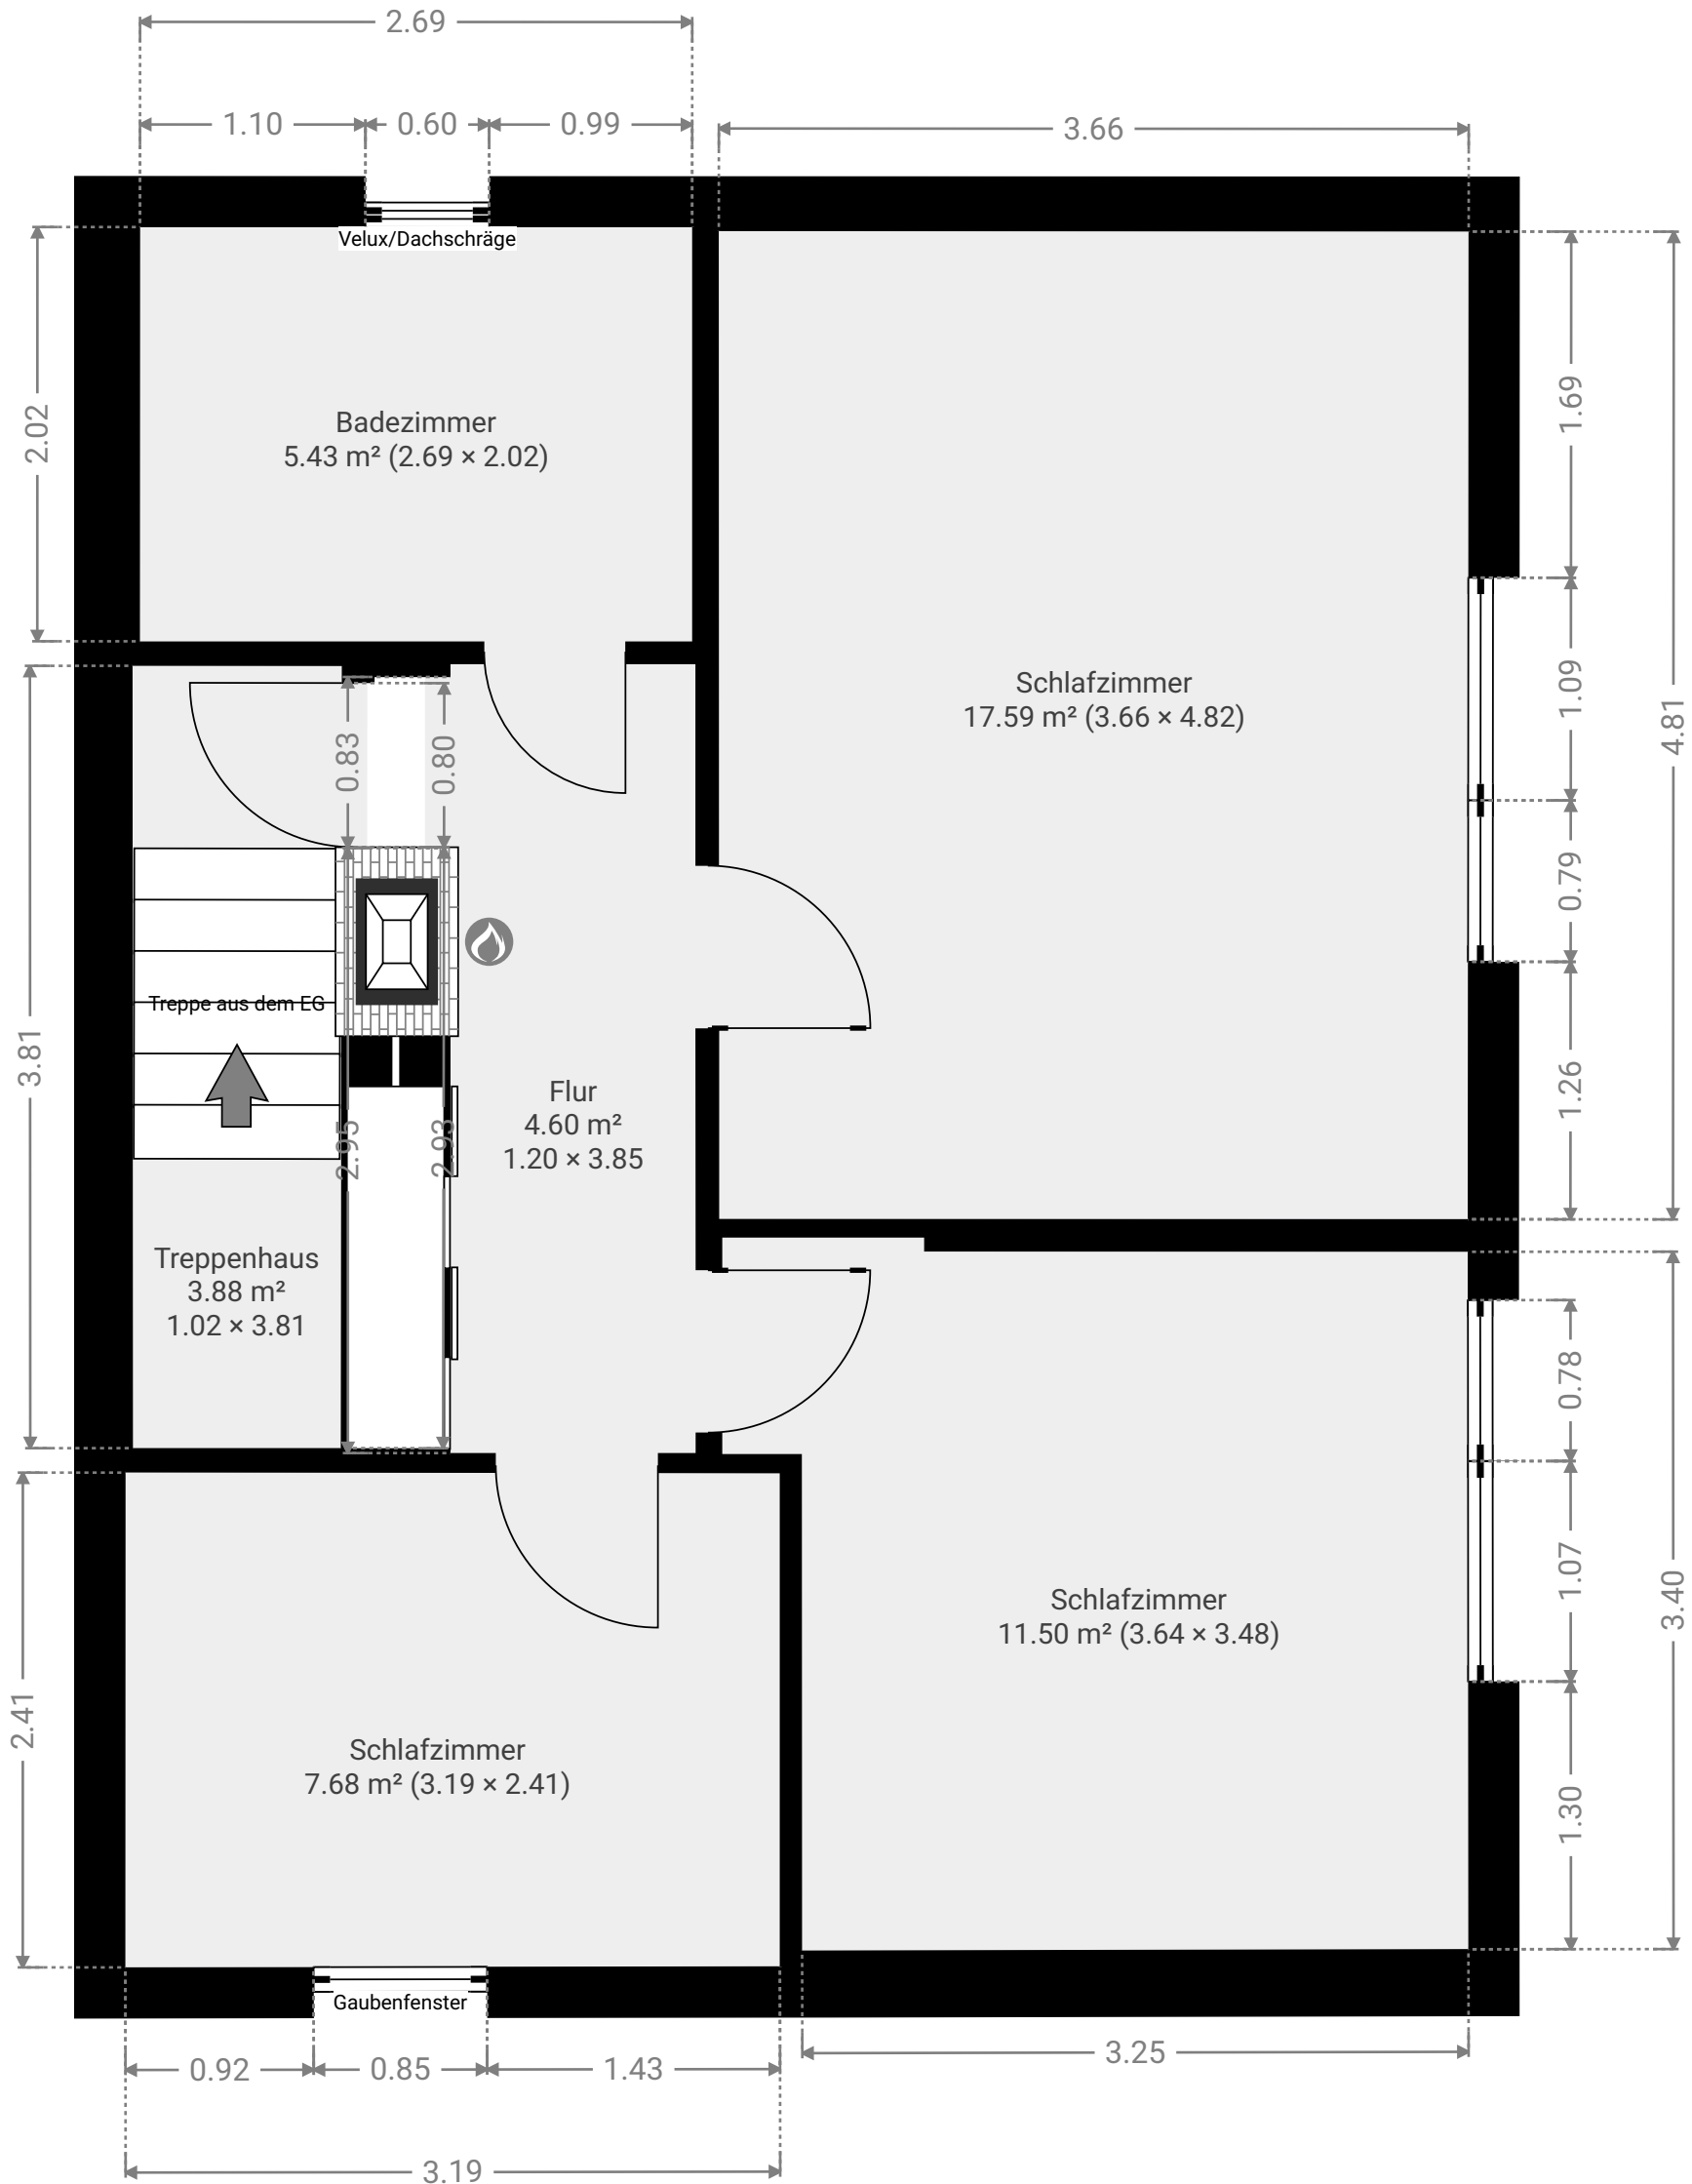 2.69
1.10
0.60
0.99
3.66
Velux/Dachschräge
2.02
Badezimmer
5.43 m² (2.69 × 2.02)
1.69
Schlafzimmer
17.59 m² (3.66 × 4.82)
1.09
4.81
0.83
0.80
0.79
Treppe aus dem EG
3.81
Flur
4.60 m²
1.20 × 3.85
1.26
2.95
2.93
Treppenhaus
3.88 m²
1.02 × 3.81
0.78
1.07
3.40
Schlafzimmer
11.50 m² (3.64 × 3.48)
2.41
Schlafzimmer
7.68 m² (3.19 × 2.41)
1.30
Gaubenfenster
0.92
0.85
1.43
3.25
3.19